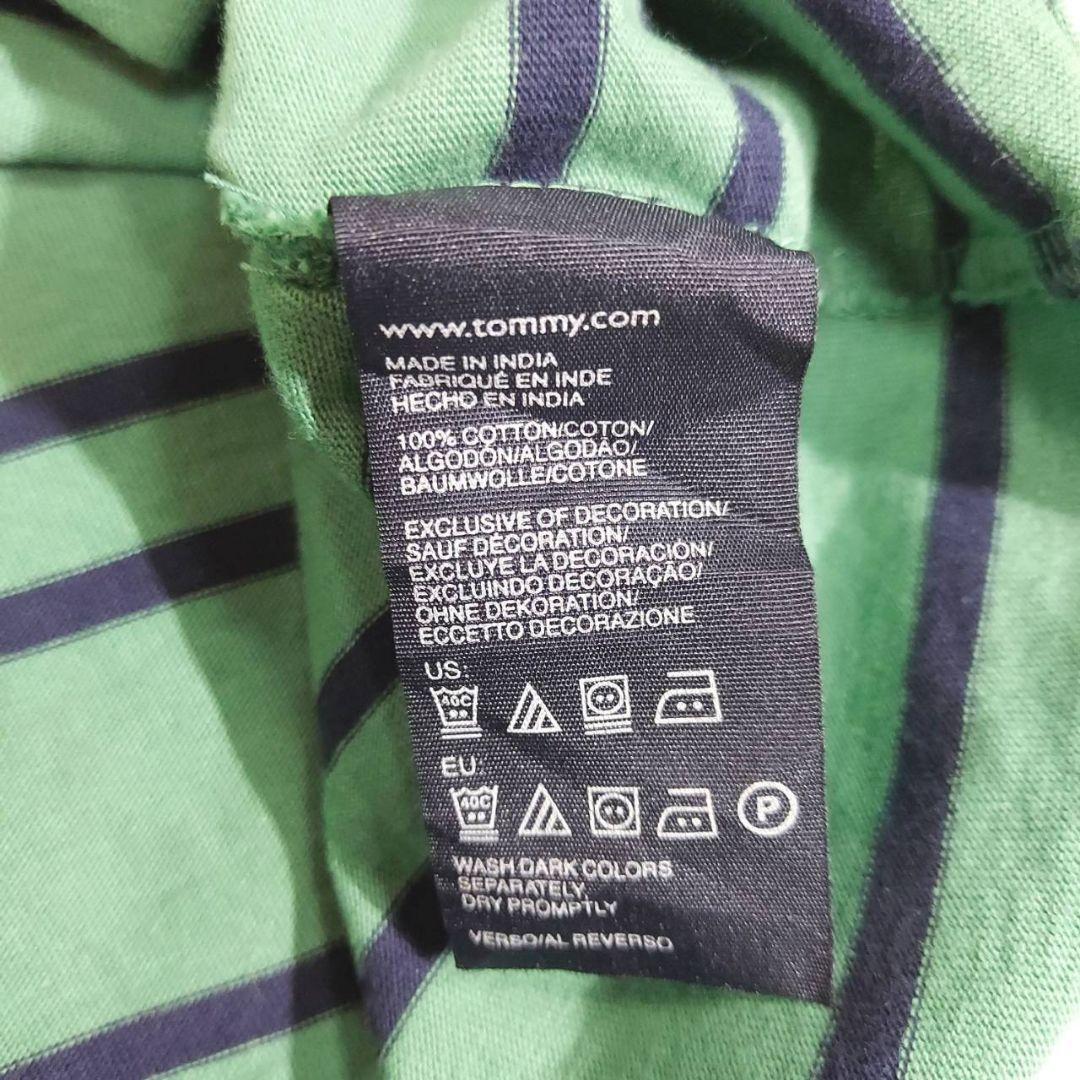 www.tommy.com
MADE IN INDIA
FABRIQUÉ EN INDE
HECHO EN INDIA
100% COTTON/COTON/
ALGODÓN/ALGODÃO/
BAUMWOLLE/COTONE
EXCLUSIVE OF DECORATION/
SAUF DÉCORATION/
EXCLUYE LA DECORACIÓN/
EXCLUINDO DECORAÇÃO/
OHNE DEKORATION/
ECCETTO DECORAZIONE
US:
40C
EU:
40C P
WASH DARK COLORS
SEPARATELY,
DRY PROMPTLY
VERSO/AL REVERSO